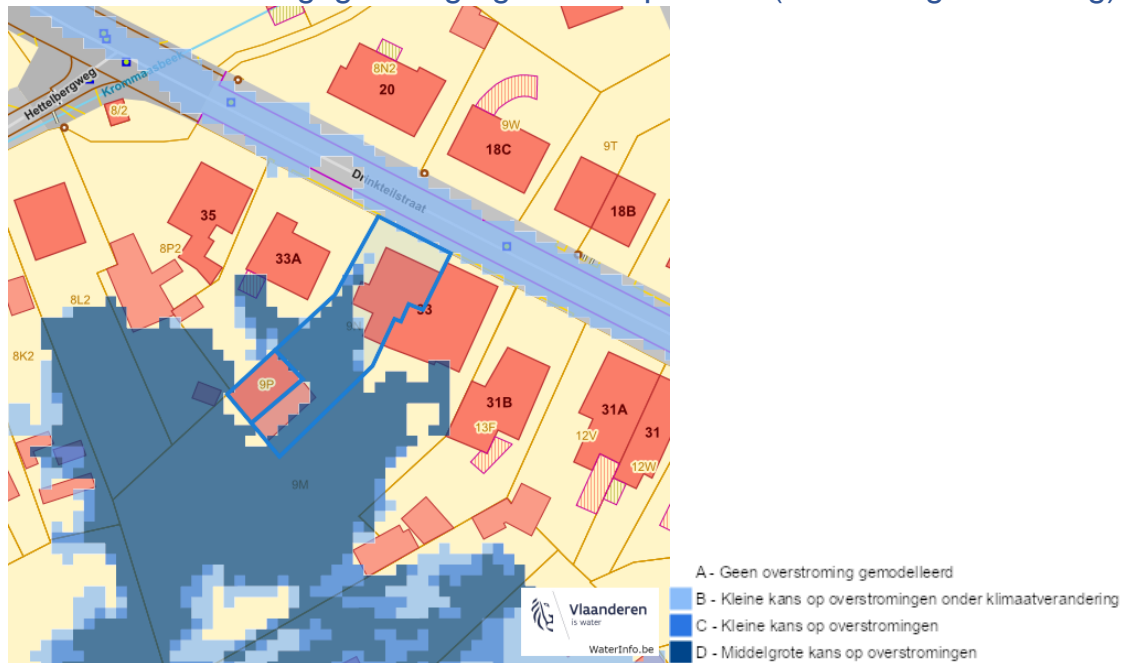 Hettelbergweg
Krommaasbeek
8/2
8N2
20
9W
18C
9T
18B
Drinkteilstraat
35
8P2
33A
33
8L2
8K2
9P
31B
13F
31A
12V
31
12W
9M
Vlaanderen
is water
WaterInfo.be
A - Geen overstroming gemodelleerd
B - Kleine kans op overstromingen onder klimaatverandering
C - Kleine kans op overstromingen
D - Middelgrote kans op overstromingen